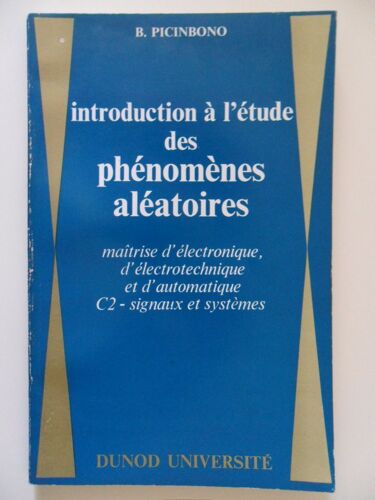 B. PICINBONO
introduction à l'étude
des
phénomènes
aléatoires
maîtrise d'électronique,
d'électrotechnique
et d'automatique
C2 - signaux et systèmes
DUNOD UNIVERSITÉ